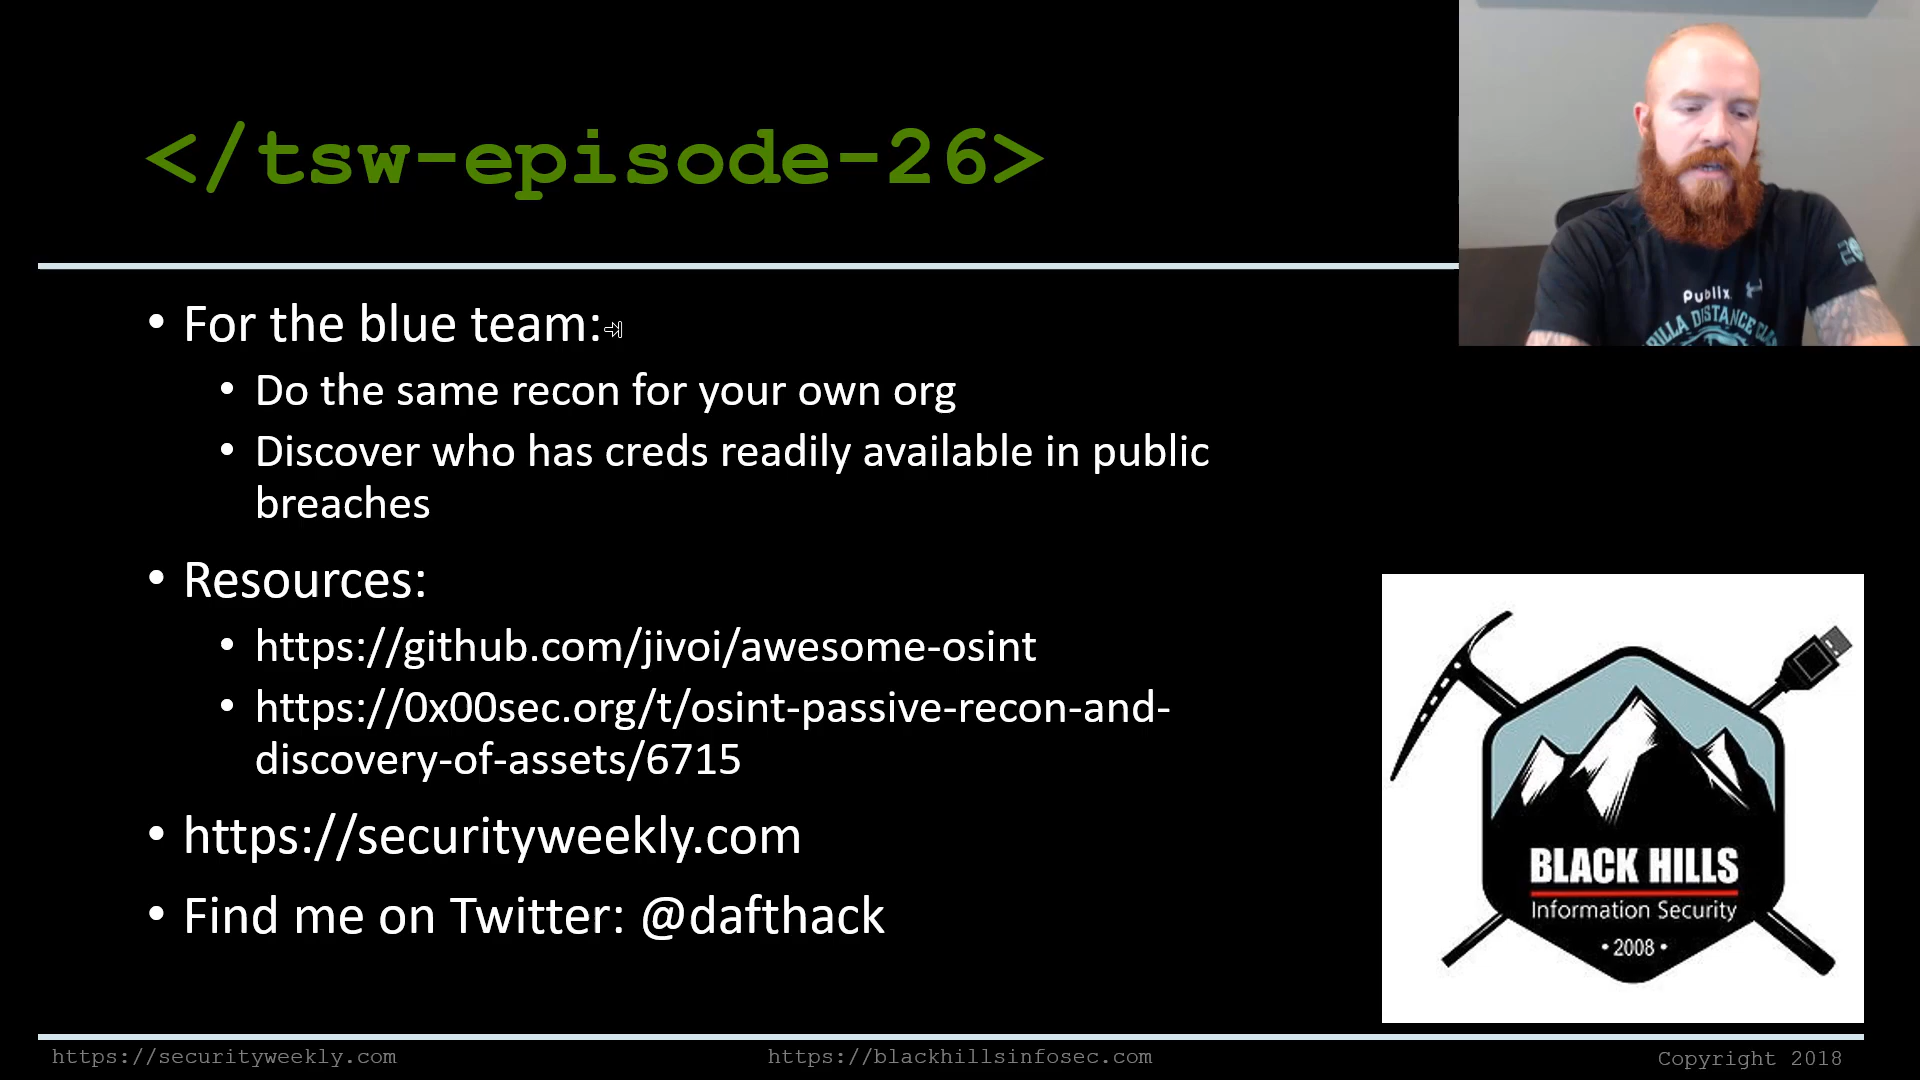 </tsw-episode-26>
• For the blue team:
• Do the same recon for your own org
• Discover who has creds readily available in public
breaches
• Resources:
• https://github.com/jivoi/awesome-osint
• https://0x00sec.org/t/osint-passive-recon-and-
discovery-of-assets/6715
• https://securityweekly.com
• Find me on Twitter: @dafthack
Publix
DISTANCE
BLACK HILLS
Information Security
• 2008 •
https://securityweekly.com
https://blackhillsinfosec.com
Copyright 2018